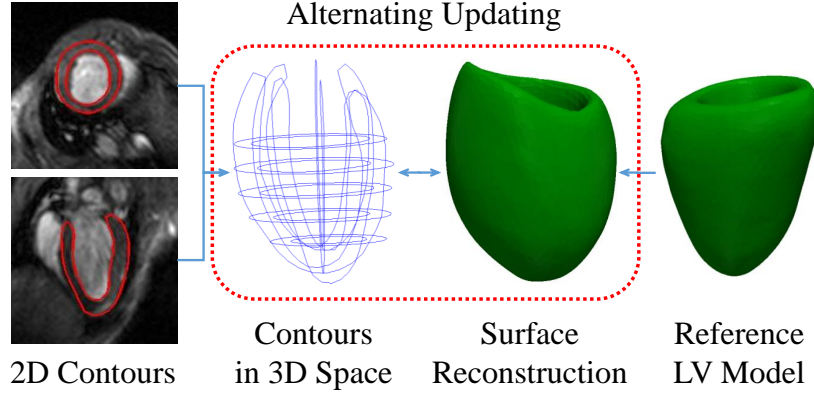 Alternating Updating
2D Contours
Contours
in 3D Space
Surface
Reconstruction
Reference
LV Model